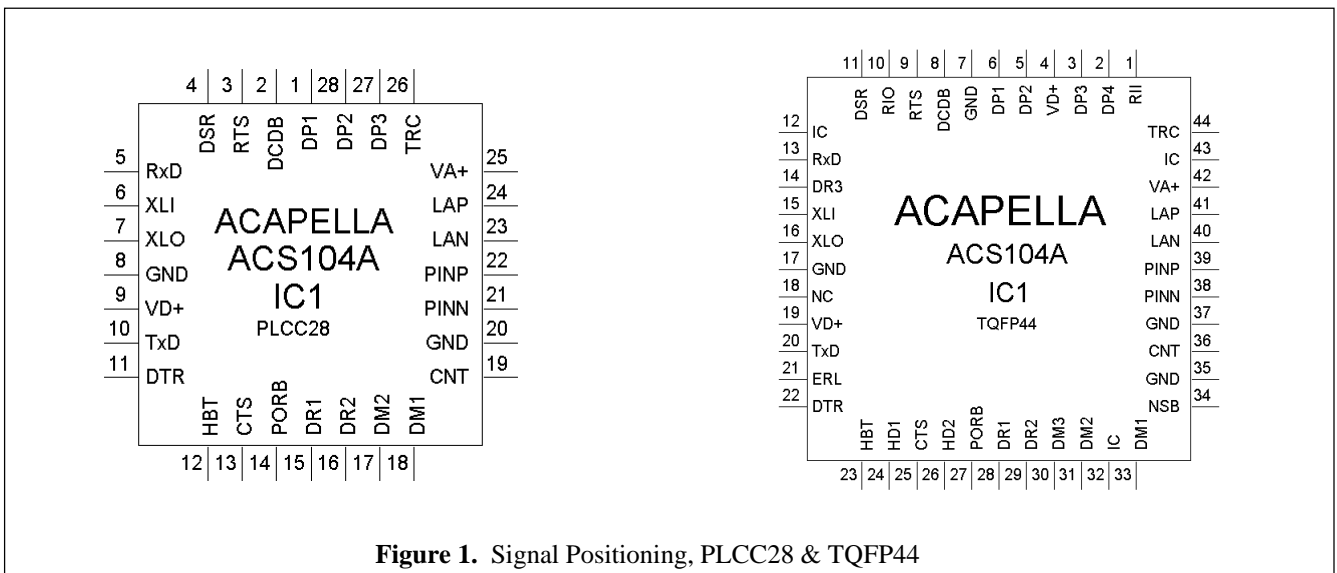 4 3 2 1 28 27 26
DSR RTS DCDB DP1 DP2 DP3 TRC
5 RxD VA+ 25
6 XLI LAP 24
7 XLO LAN 23
8 GND PINP 22
9 VD+ PINN 21
10 TxD GND 20
11 DTR CNT 19
ACAPELLA
ACS104A
IC1
PLCC28
HBT CTS PORB DR1 DR2 DM2 DM1
12 13 14 15 16 17 18
11 10 9 8 7 6 5 4 3 2 1
DSR RIO RTS DCDB GND DP1 DP2 VD+ DP3 DP4 RII
12 IC TRC 44
13 RxD IC 43
14 DR3 VA+ 42
15 XLI LAP 41
16 XLO LAN 40
17 GND PINP 39
18 NC PINN 38
19 VD+ GND 37
20 TxD CNT 36
21 ERL GND 35
22 DTR NSB 34
ACAPELLA
ACS104A
IC1
TQFP44
HBT HD1 CTS HD2 PORB DR1 DR2 DM3 DM2 IC DM1
23 24 25 26 27 28 29 30 31 32 33
Figure 1. Signal Positioning, PLCC28 & TQFP44